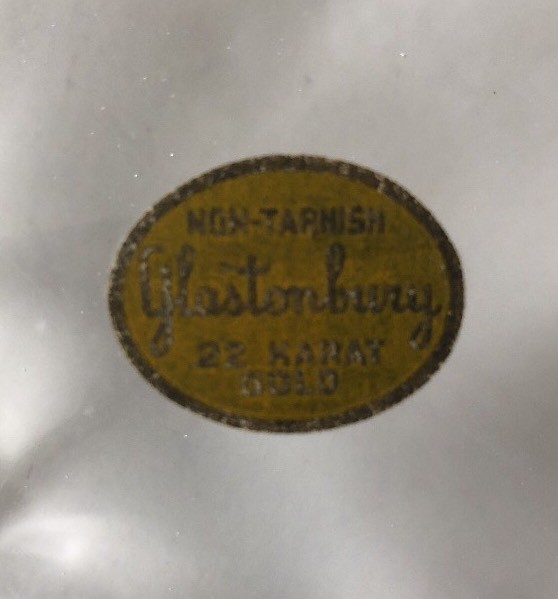 NON-TARNISH
Glastonbury
22 KARAT
GOLD